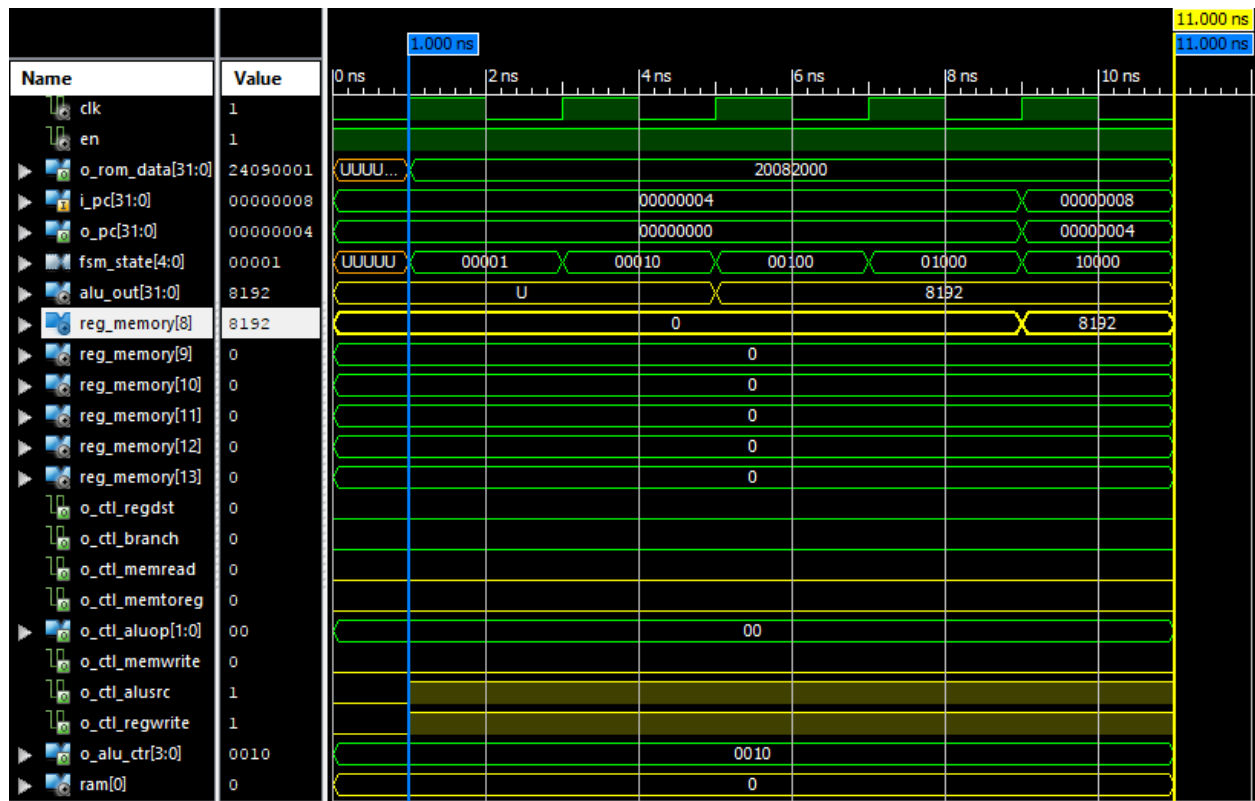 11.000 ns
1.000 ns 11.000 ns
Name Value 0 ns 2 ns 4 ns 6 ns 8 ns 10 ns
clk 1
en 1
o_rom_data[31:0] 24090001 UUUU... 20082000
i_pc[31:0] 00000008 00000004 00000008
o_pc[31:0] 00000004 00000000 00000004
fsm_state[4:0] 00001 UUUUU 00001 00010 00100 01000 10000
alu_out[31:0] 8192 U 8192
reg_memory[8] 8192 0 8192
reg_memory[9] 0 0
reg_memory[10] 0 0
reg_memory[11] 0 0
reg_memory[12] 0 0
reg_memory[13] 0 0
o_ctl_regdst 0
o_ctl_branch 0
o_ctl_memread 0
o_ctl_memtoreg 0
o_ctl_aluop[1:0] 00 00
o_ctl_memwrite 0
o_ctl_alusrc 1
o_ctl_regwrite 1
o_alu_ctr[3:0] 0010 0010
ram[0] 0 0